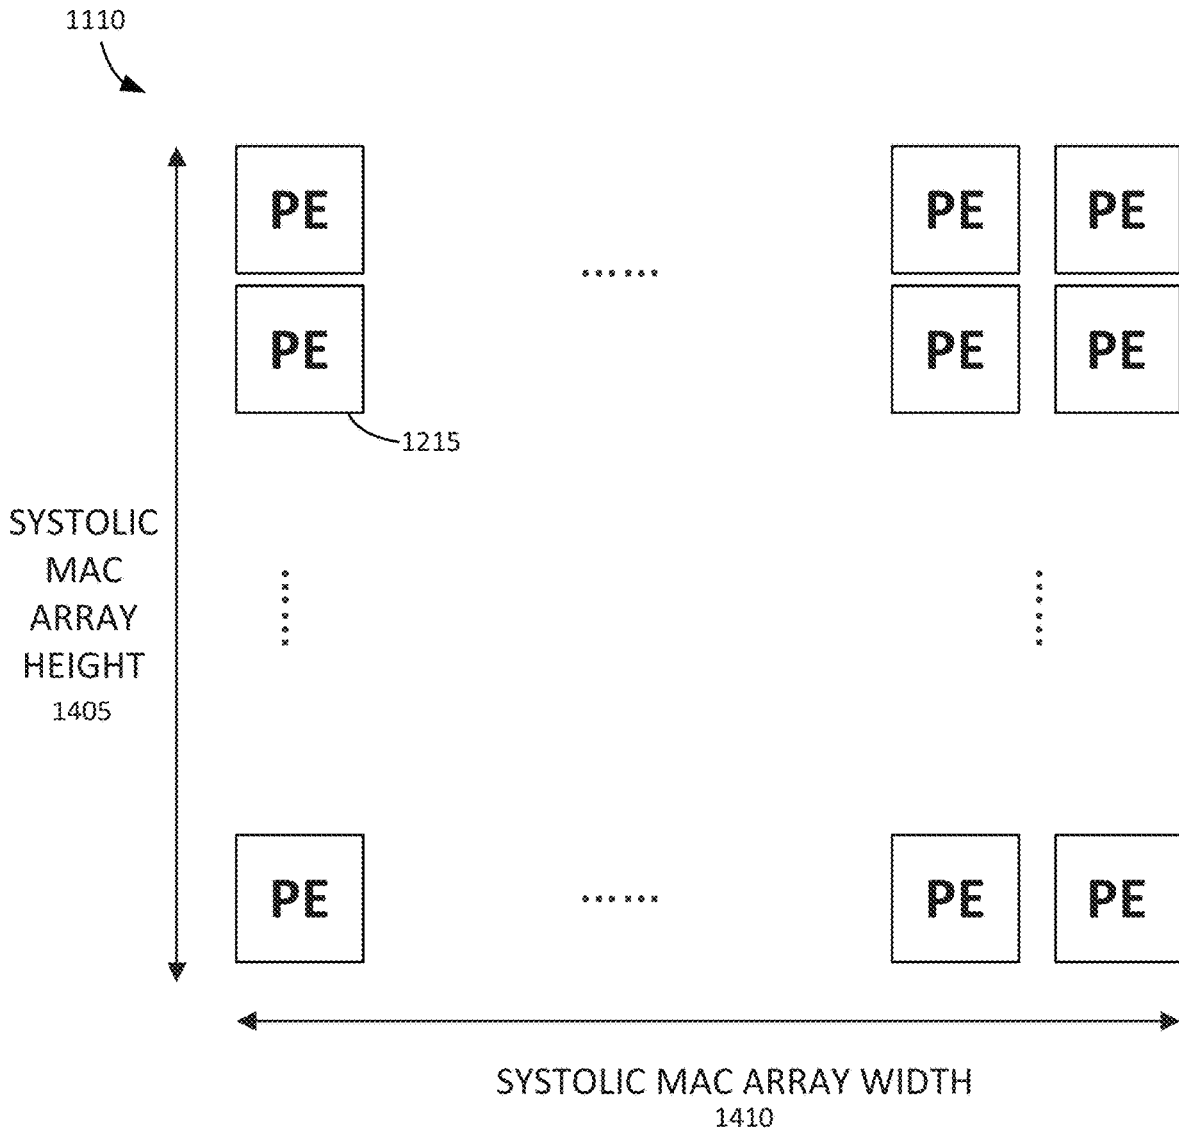 1110
PE PE PE
PE PE PE
1215
SYSTOLIC
MAC
ARRAY
HEIGHT
1405
PE PE PE
SYSTOLIC MAC ARRAY WIDTH
1410